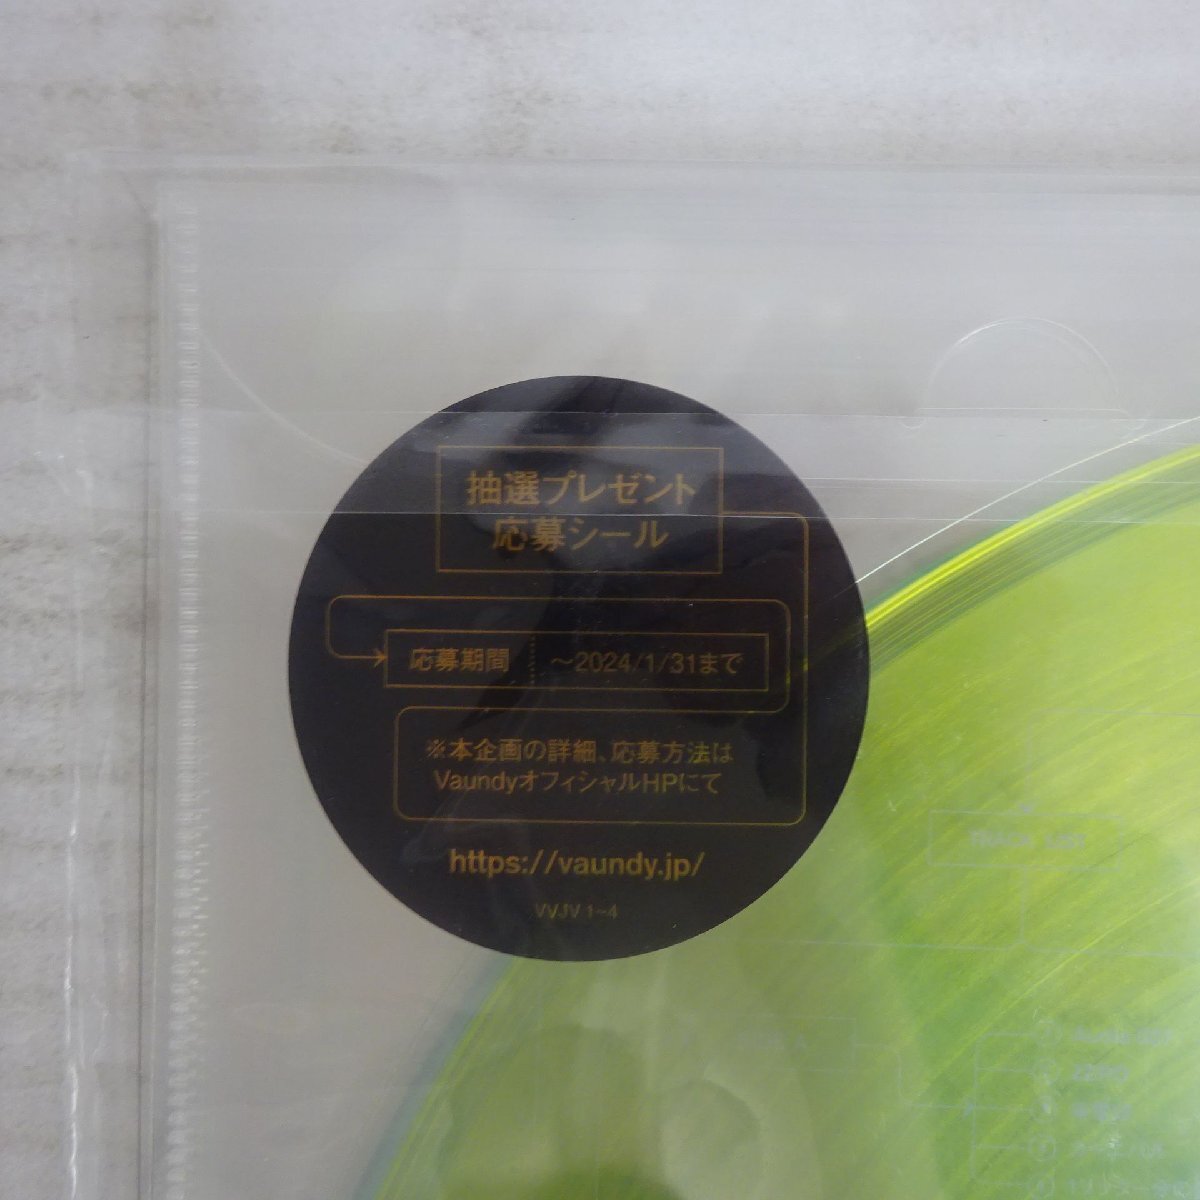 抽選プレゼント
応募シール
応募期間 〜2024/1/31まで
※本企画の詳細、応募方法は
VaundyオフィシャルHPにて
https://vaundy.jp/
VVJV 1~4
TRACK LIST